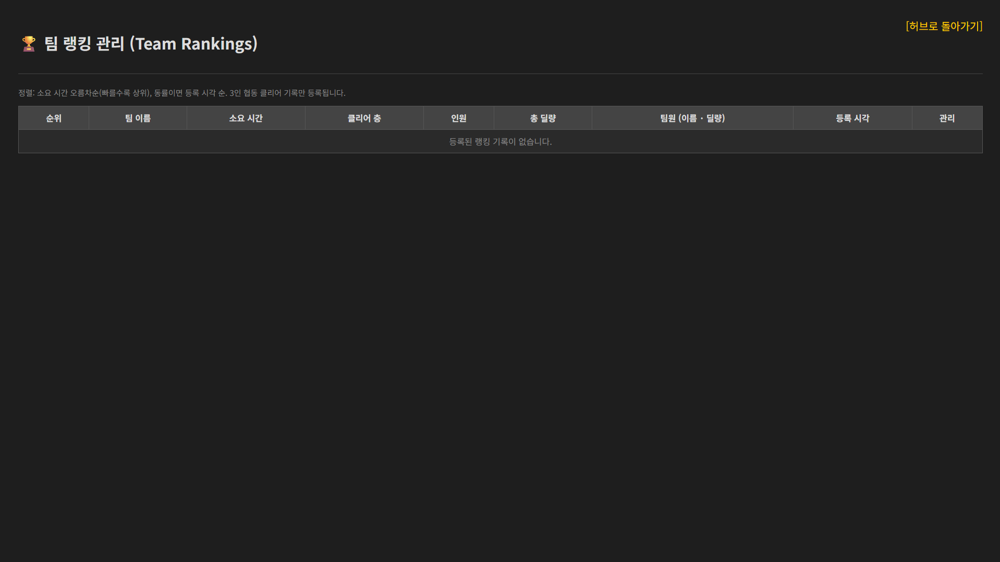 [허브로 돌아가기]
🏆 팀 랭킹 관리 (Team Rankings)
정렬: 소요 시간 오름차순(빠를수록 상위), 동률이면 등록 시각 순. 3인 협동 클리어 기록만 등록됩니다.
순위 팀 이름 소요 시간 클리어 층 인원 총 딜량 팀원 (이름 · 딜량) 등록 시각 관리
등록된 랭킹 기록이 없습니다.